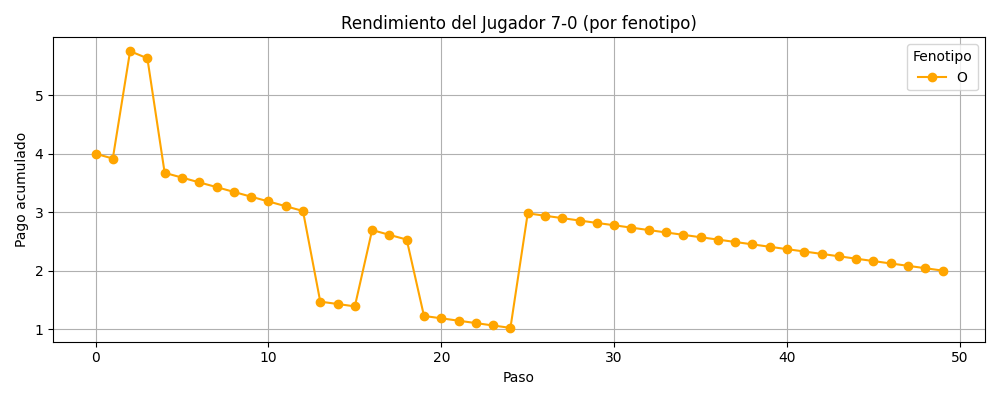 Rendimiento del Jugador 7-0 (por fenotipo)
Fenotipo
O
Pago acumulado
5
4
3
2
1
0 10 20 30 40 50
Paso